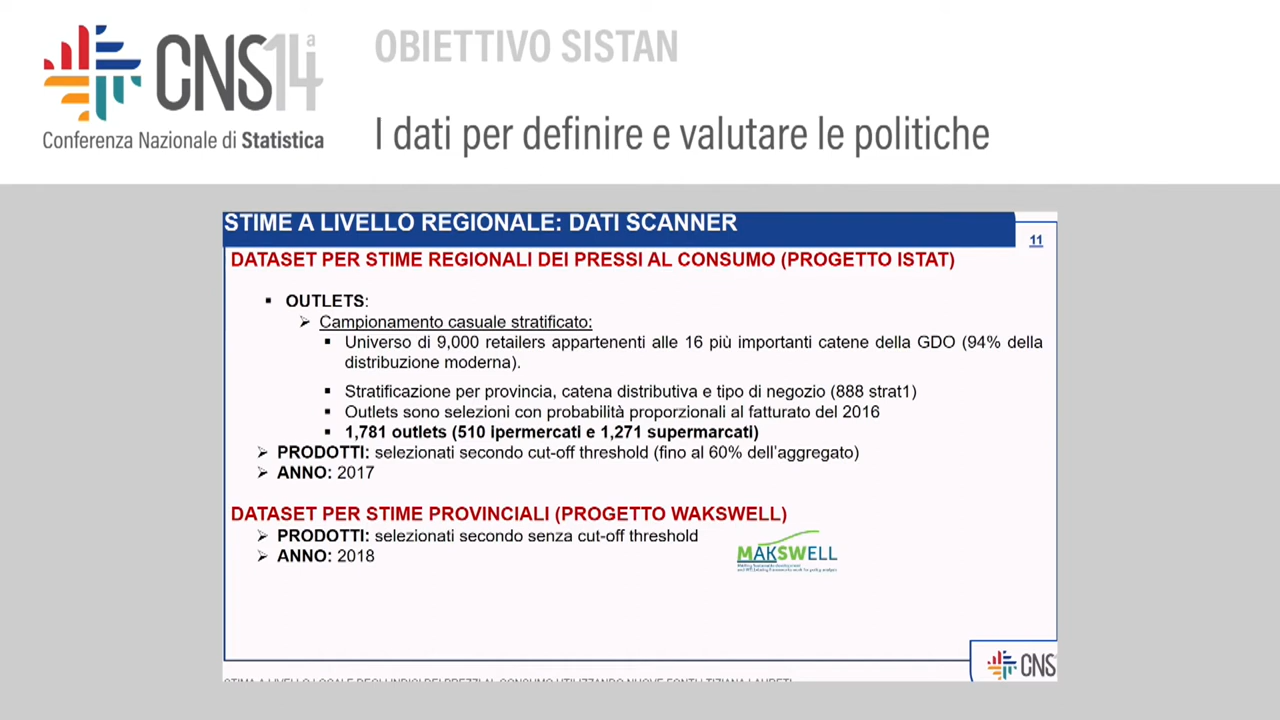 CNS14a
Conferenza Nazionale di Statistica
OBIETTIVO SISTAN
I dati per definire e valutare le politiche
STIME A LIVELLO REGIONALE: DATI SCANNER
11
DATASET PER STIME REGIONALI DEI PRESSI AL CONSUMO (PROGETTO ISTAT)
▪ OUTLETS:
➢ Campionamento casuale stratificato:
▪ Universo di 9,000 retailers appartenenti alle 16 più importanti catene della GDO (94% della
distribuzione moderna).
▪ Stratificazione per provincia, catena distributiva e tipo di negozio (888 strat1)
▪ Outlets sono selezioni con probabilità proporzionali al fatturato del 2016
▪ 1,781 outlets (510 ipermercati e 1,271 supermarcati)
➢ PRODOTTI: selezionati secondo cut-off threshold (fino al 60% dell'aggregato)
➢ ANNO: 2017
DATASET PER STIME PROVINCIALI (PROGETTO WAKSWELL)
➢ PRODOTTI: selezionati secondo senza cut-off threshold
➢ ANNO: 2018
MAKSWELL
CNS